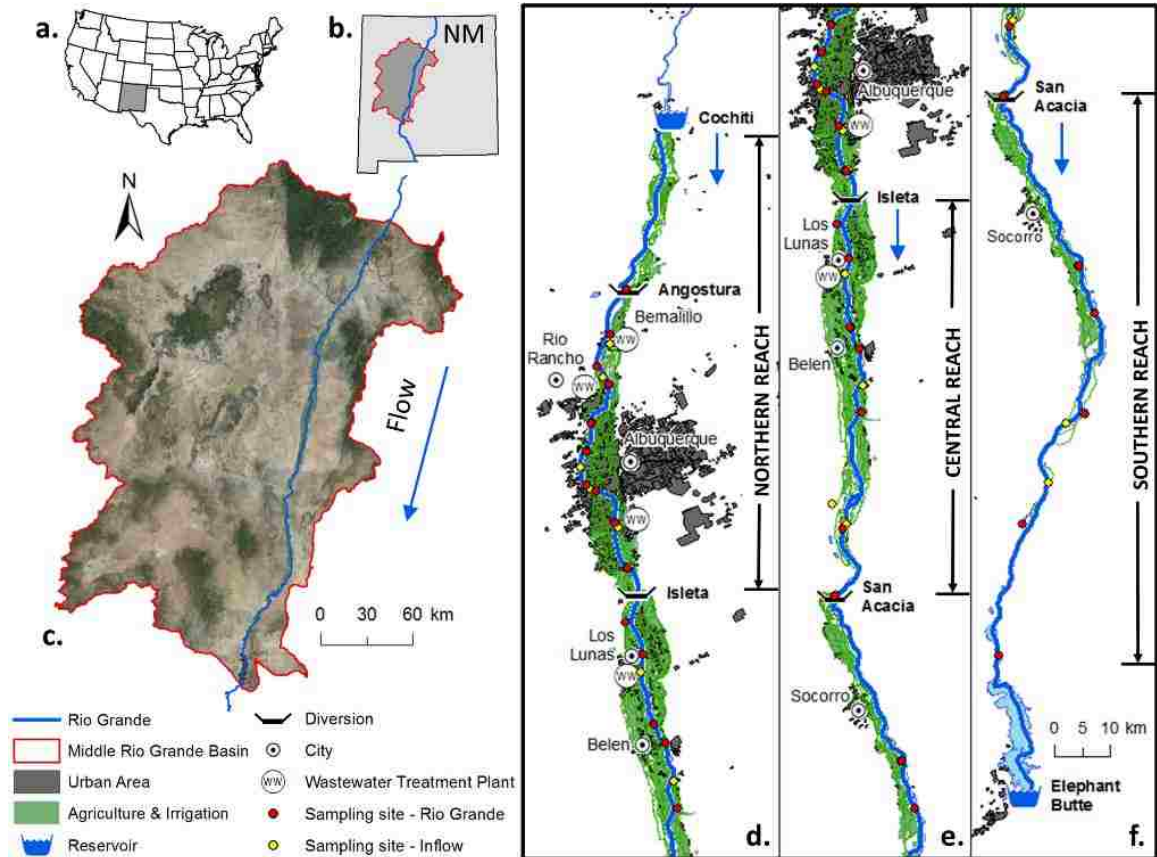 a.
b.
NM
N
Flow
0 30 60 km
c.
Rio Grande
Middle Rio Grande Basin
Urban Area
Agriculture & Irrigation
Reservoir
Diversion
City
WW Wastewater Treatment Plant
Sampling site - Rio Grande
Sampling site - Inflow
Cochiti
Angostura
Bernalillo
WW
Rio
Rancho
WW
Albuquerque
WW
Isleta
Los
Lunas
WW
Belen
NORTHERN REACH
d.
Albuquerque
WW
Isleta
Los
Lunas
WW
Belen
San
Acacia
Socorro
CENTRAL REACH
e.
San
Acacia
Socorro
SOUTHERN REACH
0 5 10 km
Elephant
Butte
f.